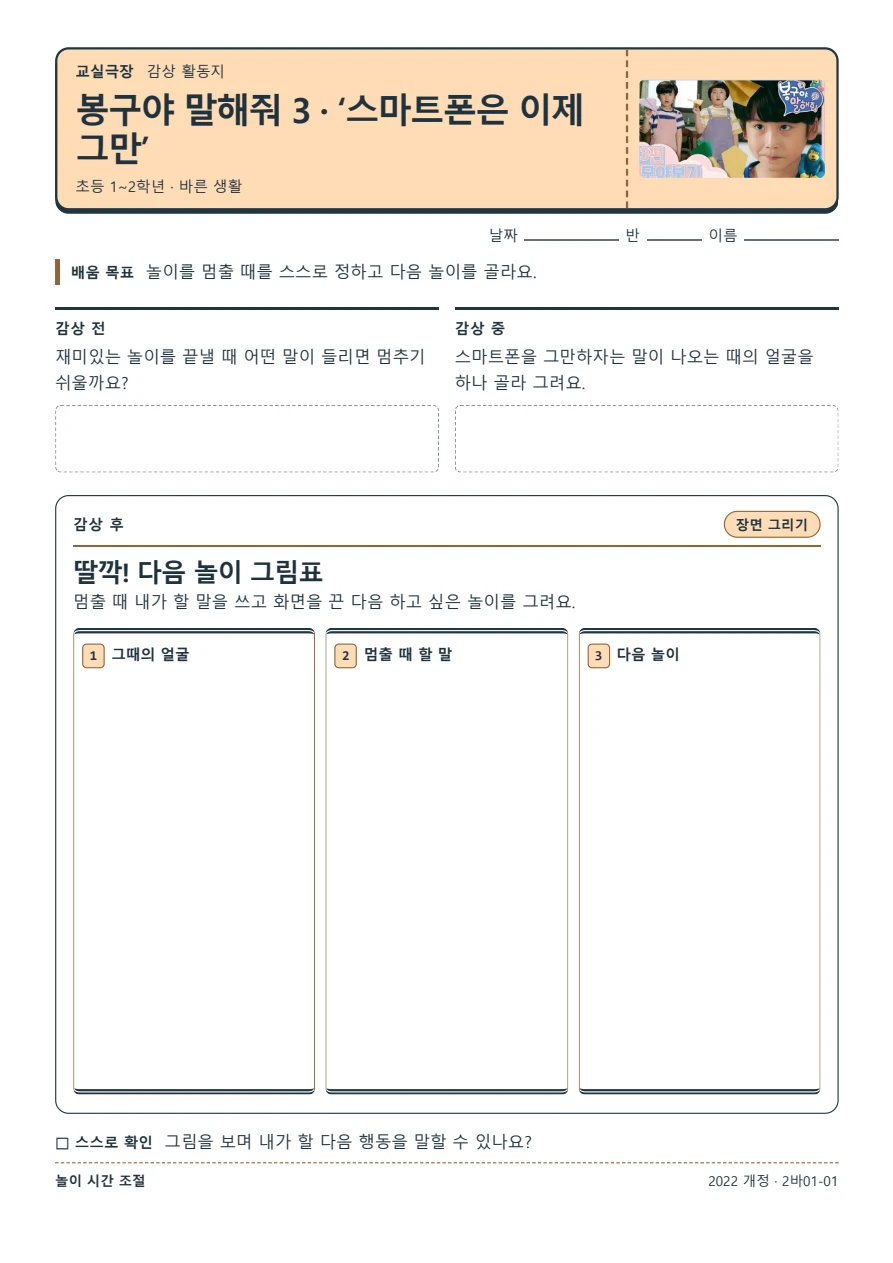 교실극장 감상 활동지
봉구야 말해줘 3 · ‘스마트폰은 이제
그만’
초등 1~2학년 · 바른 생활
봉구야
말해줘
모아보기
날짜 반 이름
배움 목표 놀이를 멈출 때를 스스로 정하고 다음 놀이를 골라요.
감상 전
재미있는 놀이를 끝낼 때 어떤 말이 들리면 멈추기
쉬울까요?
감상 중
스마트폰을 그만하자는 말이 나오는 때의 얼굴을
하나 골라 그려요.
감상 후
장면 그리기
딸깍! 다음 놀이 그림표
멈출 때 내가 할 말을 쓰고 화면을 끈 다음 하고 싶은 놀이를 그려요.
1 그때의 얼굴
2 멈출 때 할 말
3 다음 놀이
□ 스스로 확인 그림을 보며 내가 할 다음 행동을 말할 수 있나요?
놀이 시간 조절
2022 개정 · 2바01-01